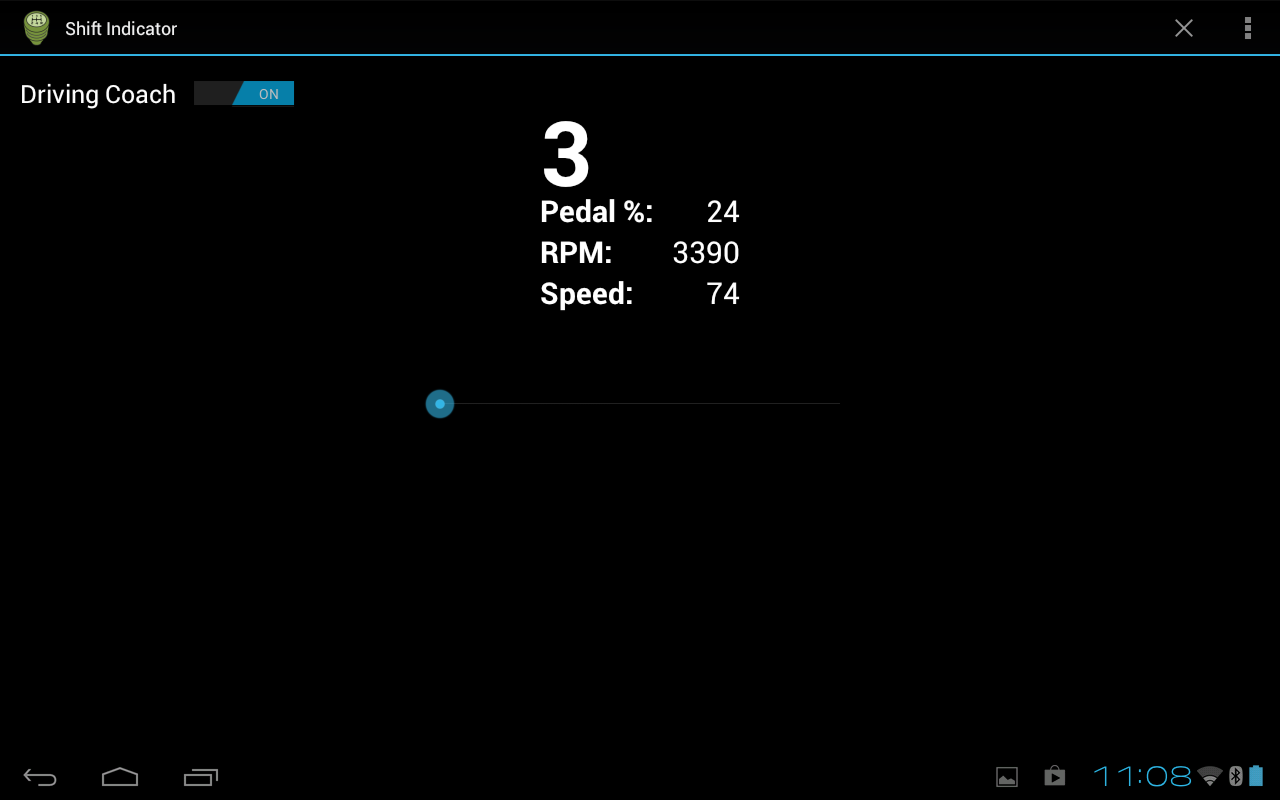 Shift Indicator
Driving Coach ON
3
Pedal %: 24
RPM: 3390
Speed: 74
11:08